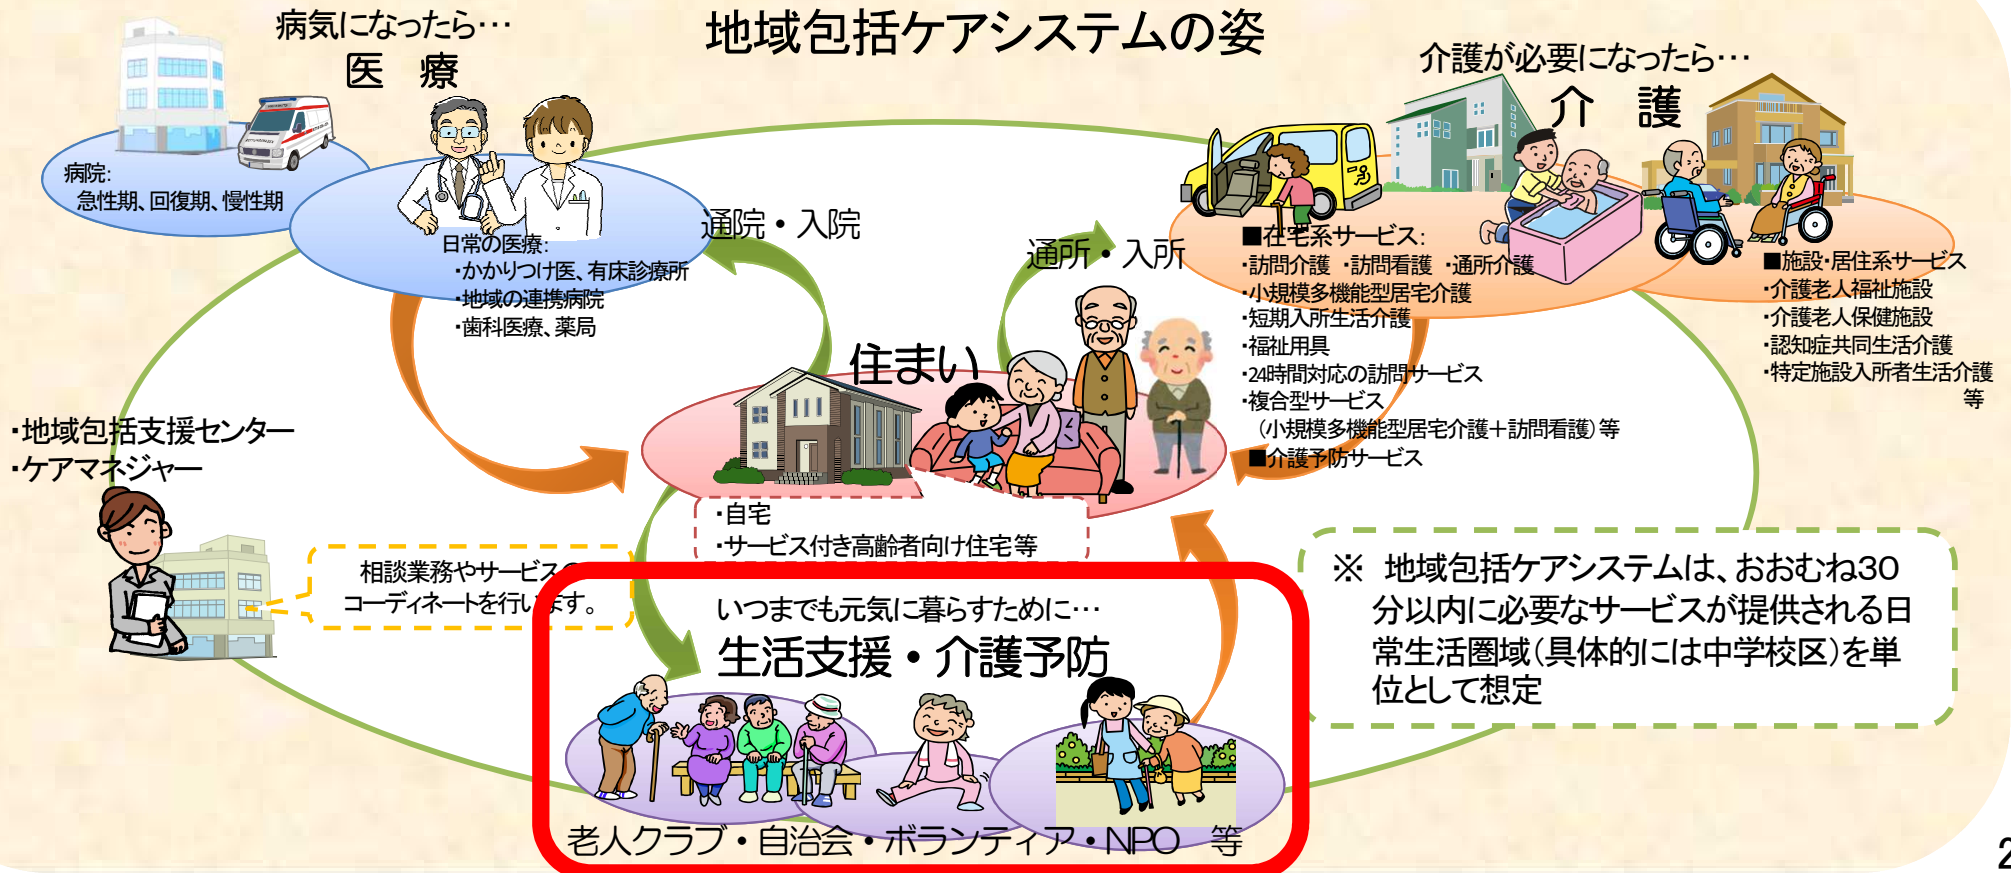 地域包括ケアシステムの姿
病気になったら…
医　療
病院:
急性期、回復期、慢性期
日常の医療:
・かかりつけ医、有床診療所
・地域の連携病院
・歯科医療、薬局
通院・入院
通所・入所
介護が必要になったら…
介　護
■在宅系サービス:
・訪問介護 ・訪問看護 ・通所介護
・小規模多機能型居宅介護
・短期入所生活介護
・福祉用具
・24時間対応の訪問サービス
・複合型サービス
（小規模多機能型居宅介護＋訪問看護）等
■介護予防サービス
■施設・居住系サービス
・介護老人福祉施設
・介護老人保健施設
・認知症共同生活介護
・特定施設入所者生活介護
等
住まい
・自宅
・サービス付き高齢者向け住宅等
・地域包括支援センター
・ケアマネジャー
相談業務やサービスの
コーディネートを行います。
いつまでも元気に暮らすために…
生活支援・介護予防
老人クラブ・自治会・ボランティア・NPO　等
※　地域包括ケアシステムは、おおむね30
分以内に必要なサービスが提供される日
常生活圏域（具体的には中学校区）を単
位として想定
2